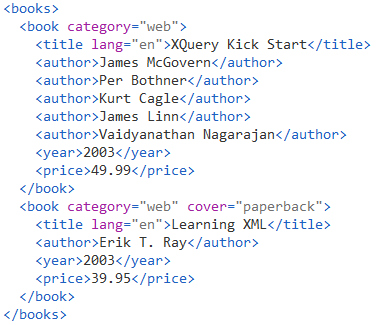 <books>
  <book category="web">
    <title lang="en">XQuery Kick Start</title>
    <author>James McGovern</author>
    <author>Per Bothner</author>
    <author>Kurt Cagle</author>
    <author>James Linn</author>
    <author>Vaidyanathan Nagarajan</author>
    <year>2003</year>
    <price>49.99</price>
  </book>
  <book category="web" cover="paperback">
    <title lang="en">Learning XML</title>
    <author>Erik T. Ray</author>
    <year>2003</year>
    <price>39.95</price>
  </book>
</books>